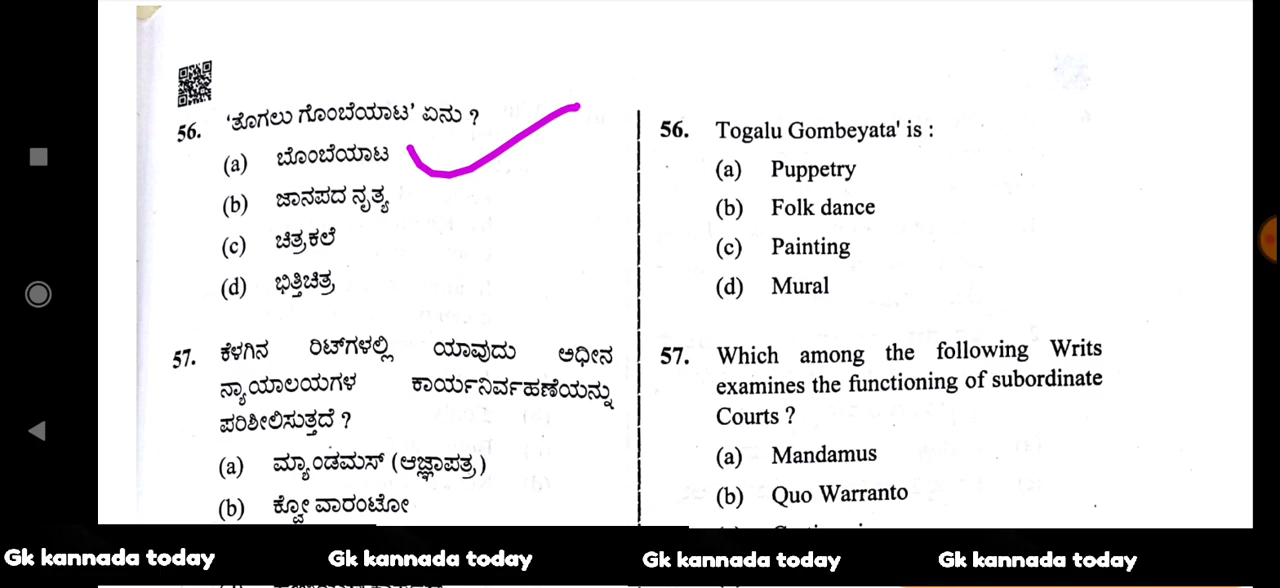 56. 'ತೊಗಲು ಗೊಂಬೆಯಾಟ' ಏನು ?
(a) ಬೊಂಬೆಯಾಟ
(b) ಜಾನಪದ ನೃತ್ಯ
(c) ಚಿತ್ರಕಲೆ
(d) ಭಿತ್ತಿಚಿತ್ರ
57. ಕೆಳಗಿನ ರಿಟ್‌ಗಳಲ್ಲಿ ಯಾವುದು ಅಧೀನ
ನ್ಯಾಯಾಲಯಗಳ ಕಾರ್ಯನಿರ್ವಹಣೆಯನ್ನು
ಪರಿಶೀಲಿಸುತ್ತದೆ ?
(a) ಮ್ಯಾಂಡಮಸ್ (ಆಜ್ಞಾಪತ್ರ)
(b) ಕ್ವೋ ವಾರಂಟೋ
56. Togalu Gombeyata' is :
(a) Puppetry
(b) Folk dance
(c) Painting
(d) Mural
57. Which among the following Writs
examines the functioning of subordinate
Courts ?
(a) Mandamus
(b) Quo Warranto
Gk kannada today Gk kannada today Gk kannada today Gk kannada today